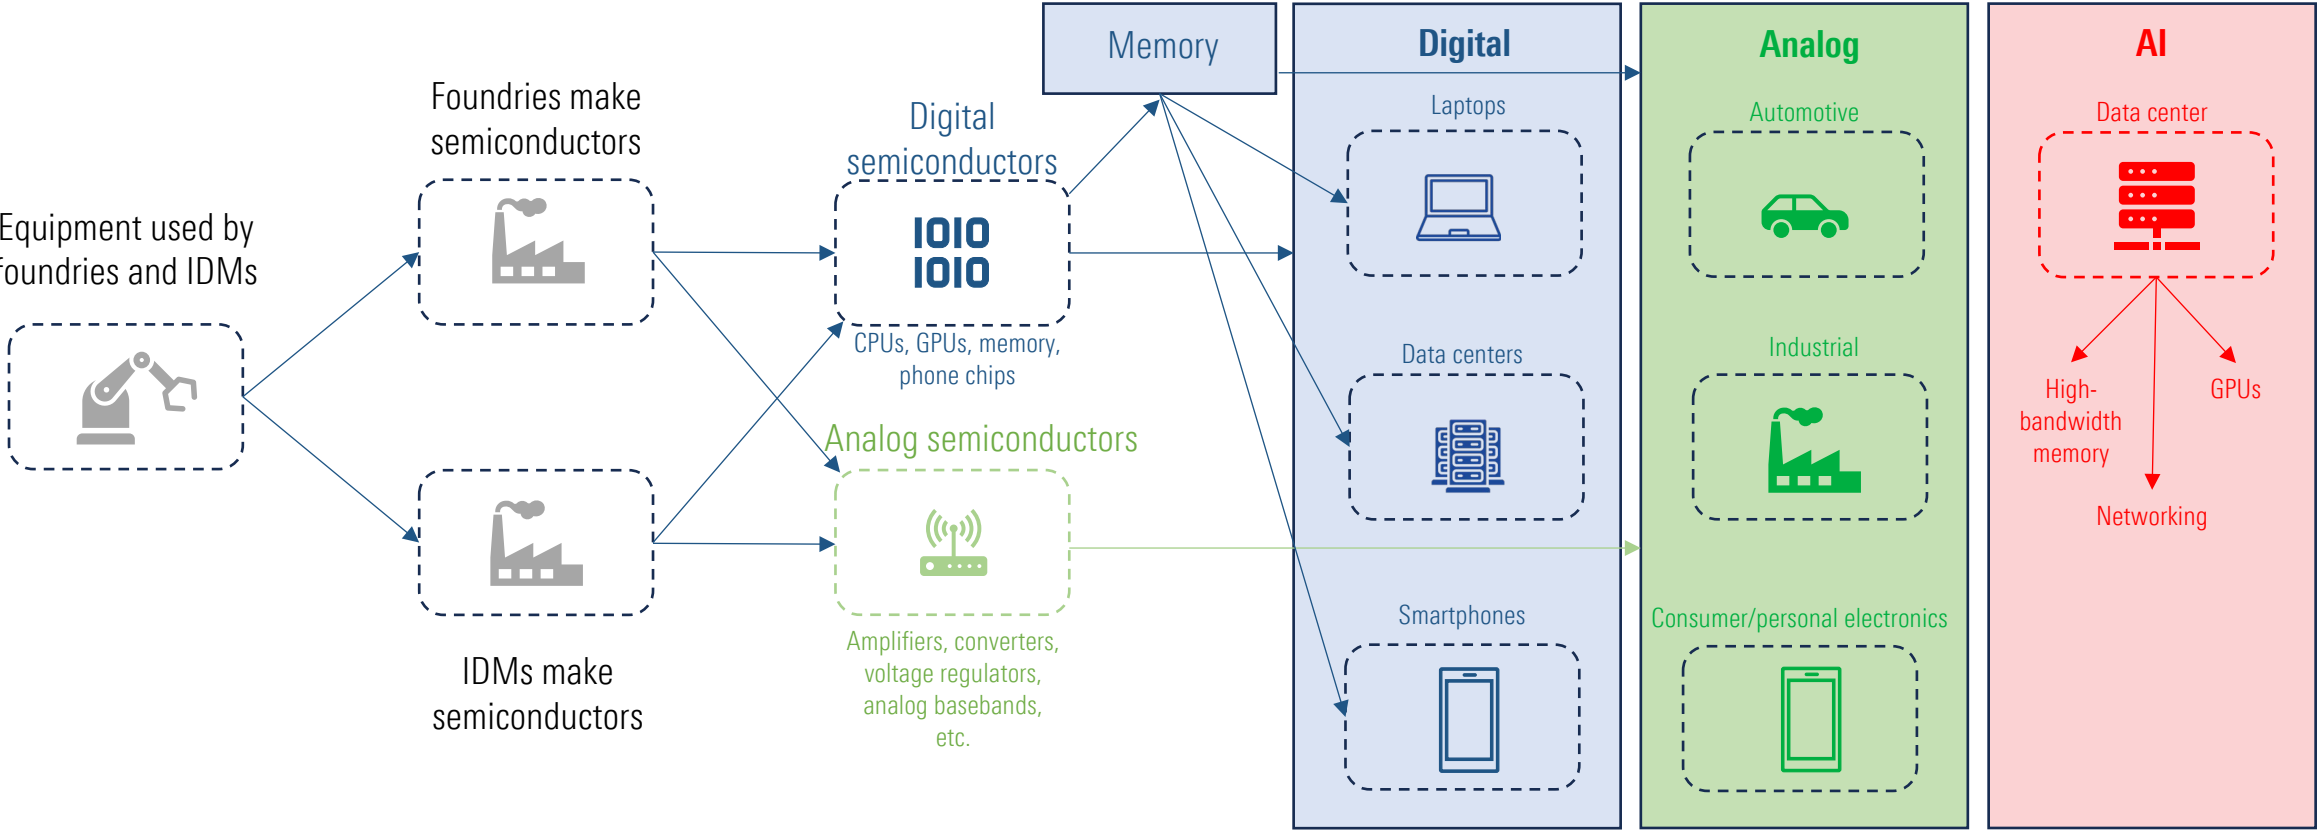 Equipment used by
foundries and IDMs
Foundries make
semiconductors
IDMs make
semiconductors
Digital
semiconductors
IOIO
IOIO
CPUs, GPUs, memory,
phone chips
Analog semiconductors
Amplifiers, converters,
voltage regulators,
analog basebands,
etc.
Memory
Digital
Laptops
Data centers
Smartphones
Analog
Automotive
Industrial
Consumer/personal electronics
AI
Data center
High-
bandwidth
memory
GPUs
Networking